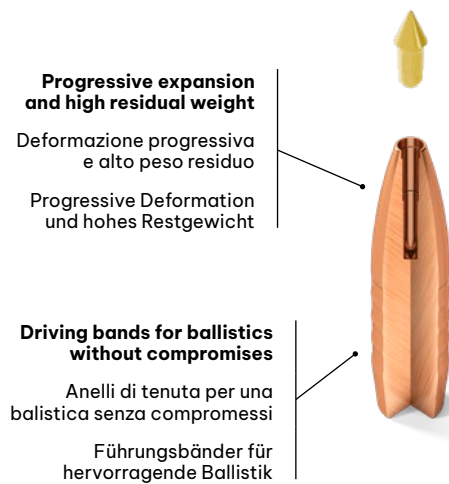 Progressive expansion
and high residual weight
Deformazione progressiva
e alto peso residuo
Progressive Deformation
und hohes Restgewicht
Driving bands for ballistics
without compromises
Anelli di tenuta per una
balistica senza compromessi
Führungsbänder für
hervorragende Ballistik